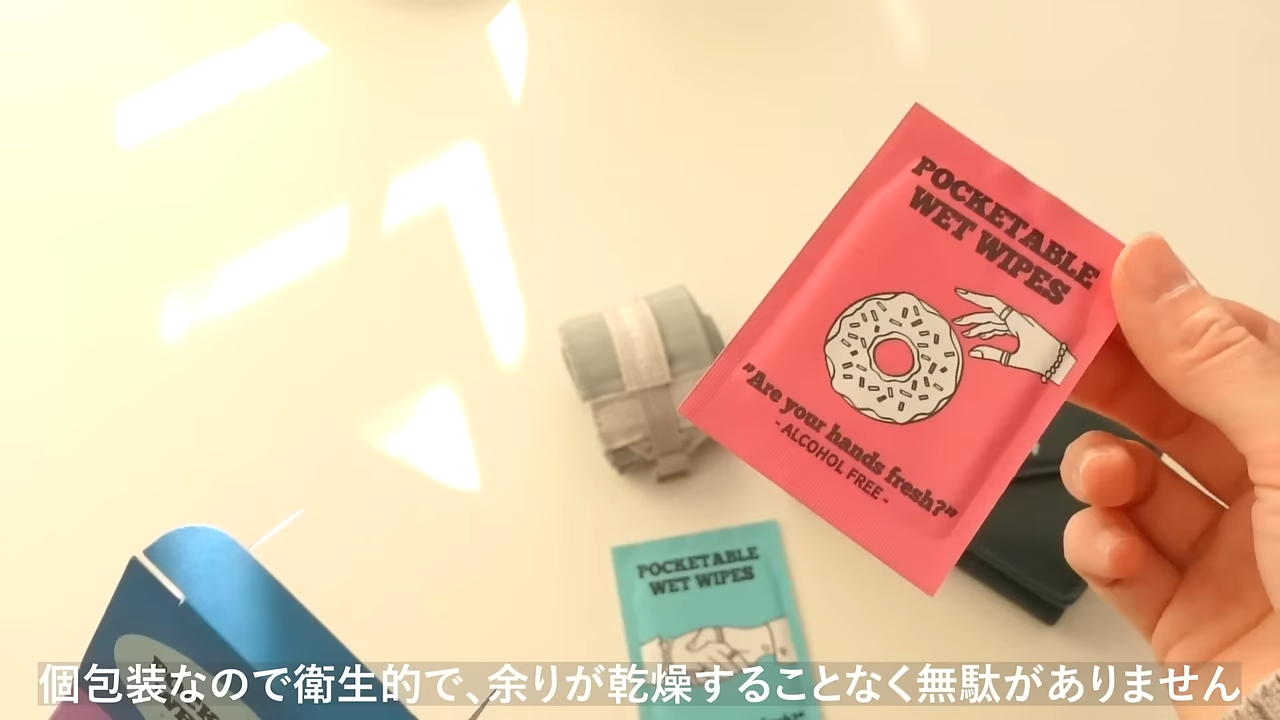 POCKETABLE
WET WIPES
"Are your hands fresh?"
- ALCOHOL FREE -
POCKETABLE
WET WIPES
個包装なので衛生的で、余りが乾燥することなく無駄がありません